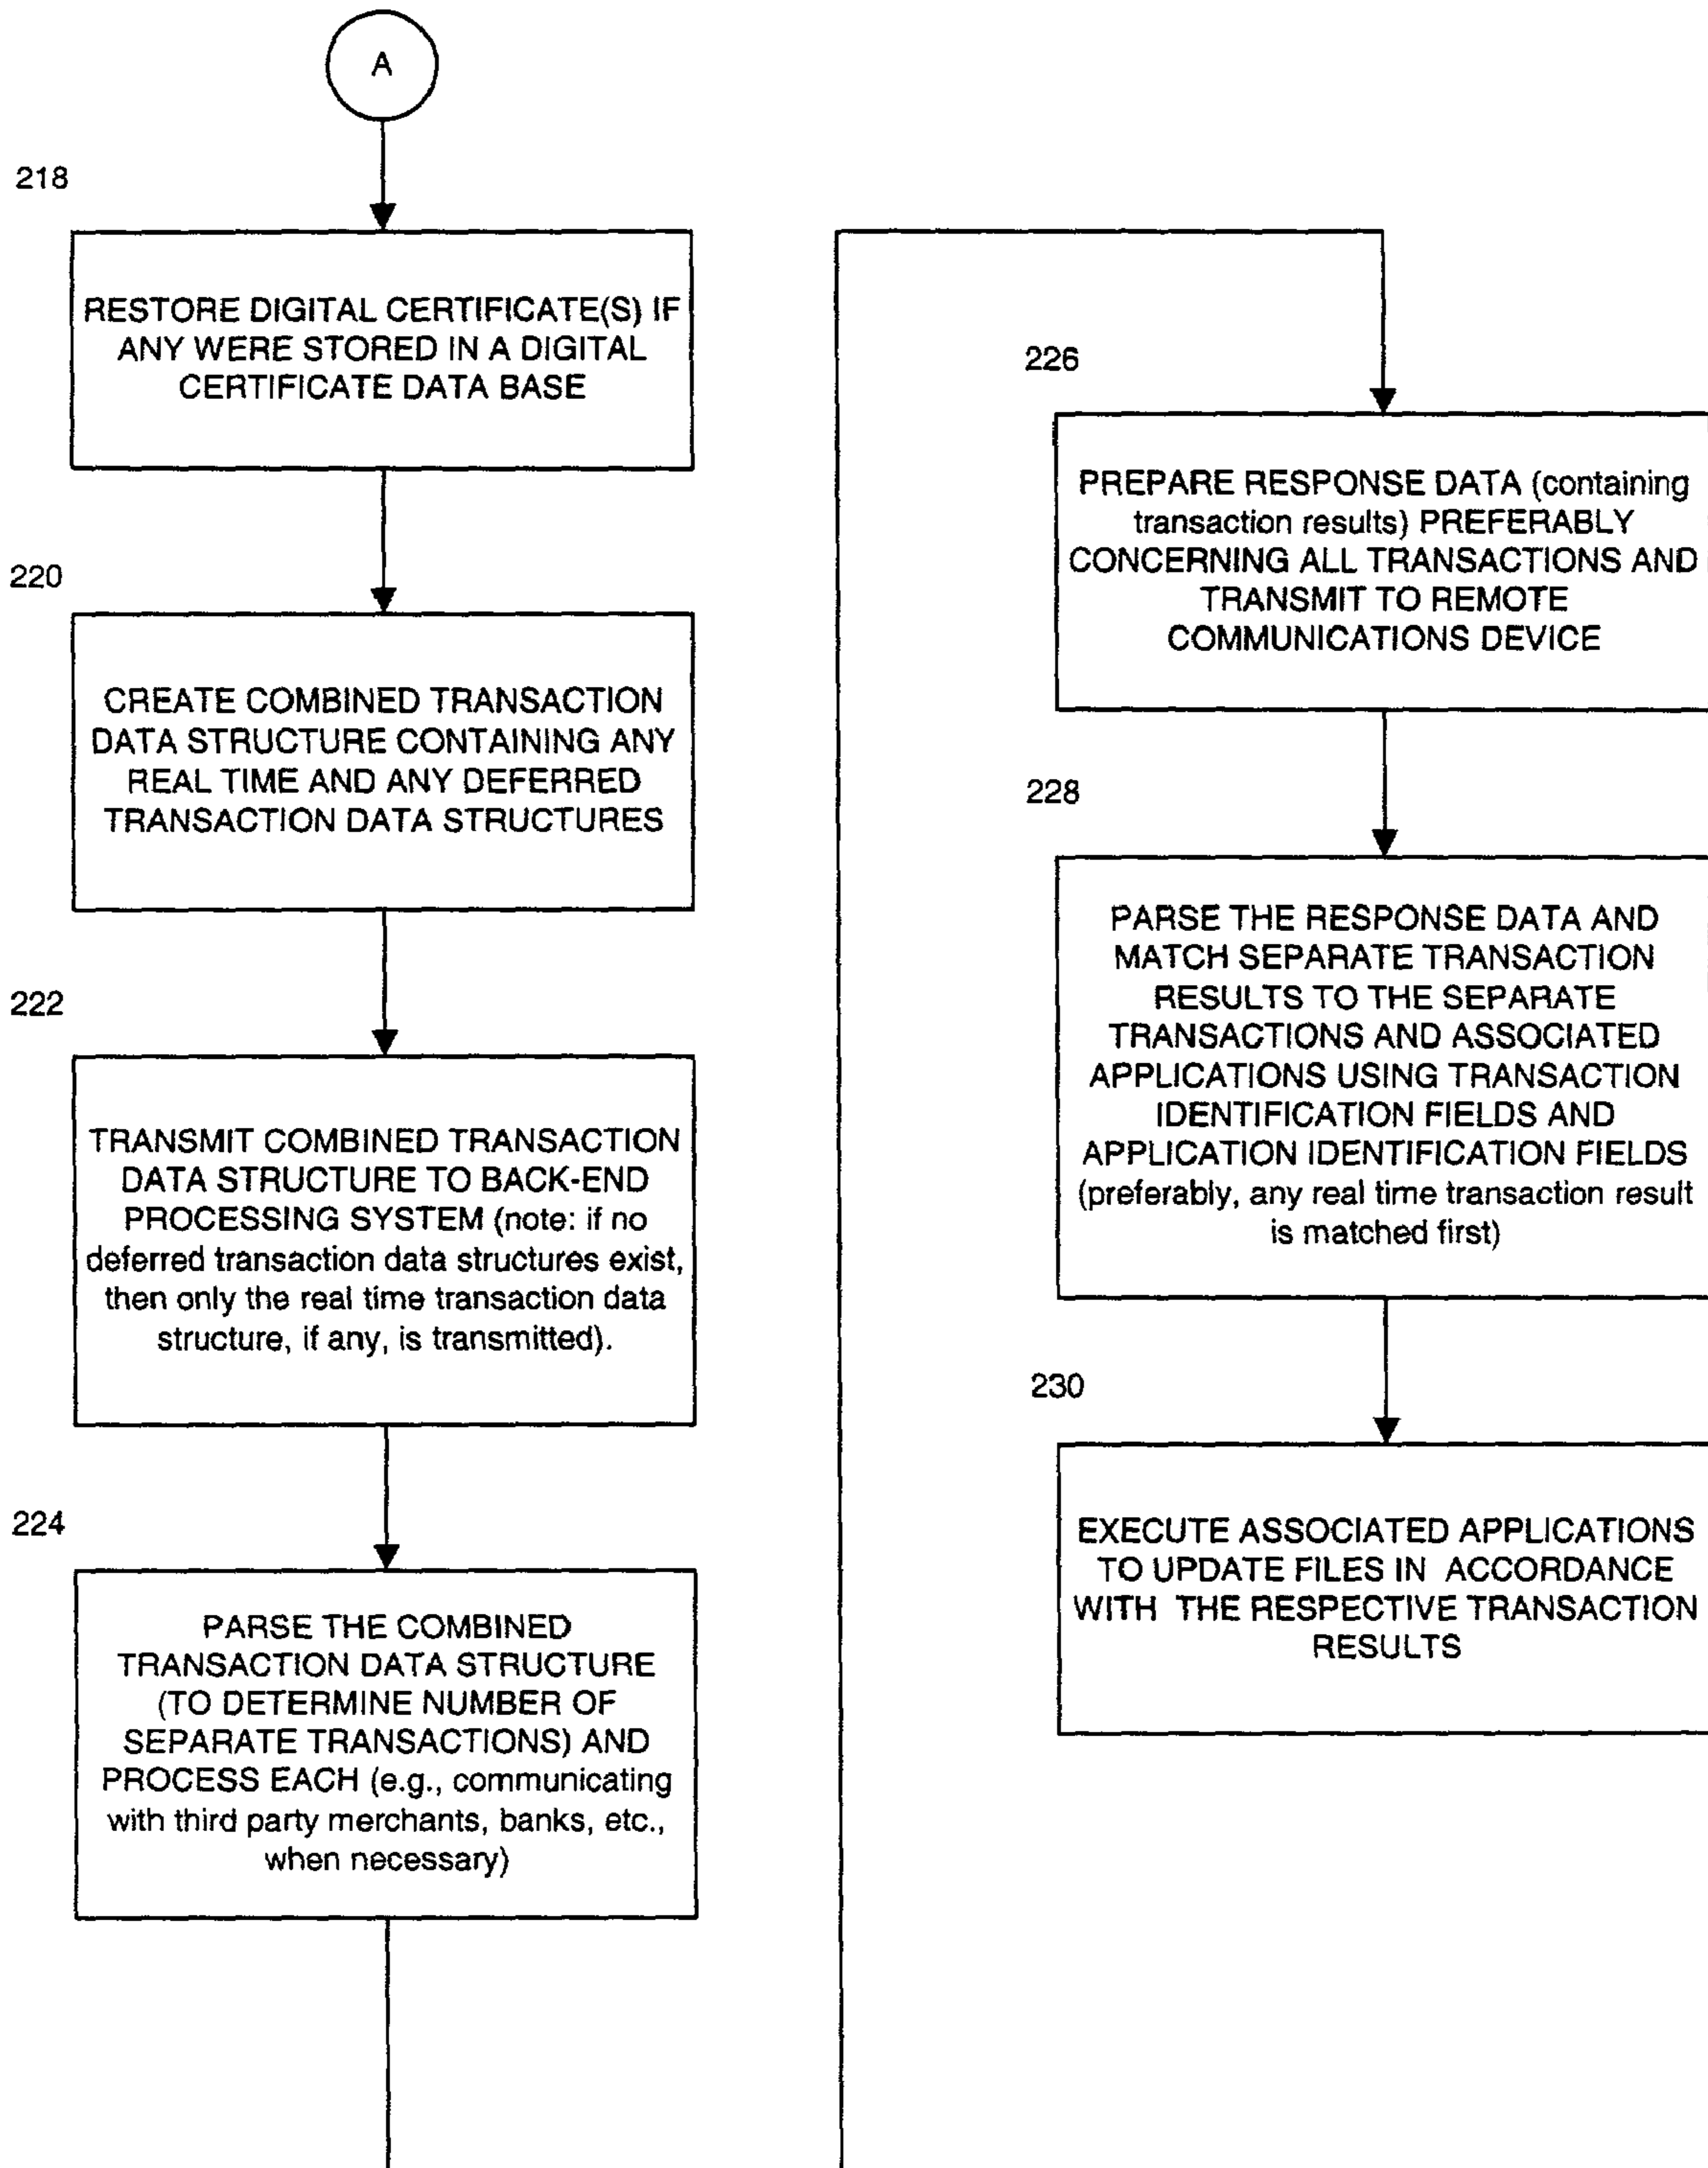 A
218
RESTORE DIGITAL CERTIFICATE(S) IF
ANY WERE STORED IN A DIGITAL
CERTIFICATE DATA BASE
220
CREATE COMBINED TRANSACTION
DATA STRUCTURE CONTAINING ANY
REAL TIME AND ANY DEFERRED
TRANSACTION DATA STRUCTURES
222
TRANSMIT COMBINED TRANSACTION
DATA STRUCTURE TO BACK-END
PROCESSING SYSTEM (note: if no
deferred transaction data structures exist,
then only the real time transaction data
structure, if any, is transmitted).
224
PARSE THE COMBINED
TRANSACTION DATA STRUCTURE
(TO DETERMINE NUMBER OF
SEPARATE TRANSACTIONS) AND
PROCESS EACH (e.g., communicating
with third party merchants, banks, etc.,
when necessary)
226
PREPARE RESPONSE DATA (containing
transaction results) PREFERABLY
CONCERNING ALL TRANSACTIONS AND
TRANSMIT TO REMOTE
COMMUNICATIONS DEVICE
228
PARSE THE RESPONSE DATA AND
MATCH SEPARATE TRANSACTION
RESULTS TO THE SEPARATE
TRANSACTIONS AND ASSOCIATED
APPLICATIONS USING TRANSACTION
IDENTIFICATION FIELDS AND
APPLICATION IDENTIFICATION FIELDS
(preferably, any real time transaction result
is matched first)
230
EXECUTE ASSOCIATED APPLICATIONS
TO UPDATE FILES IN ACCORDANCE
WITH THE RESPECTIVE TRANSACTION
RESULTS